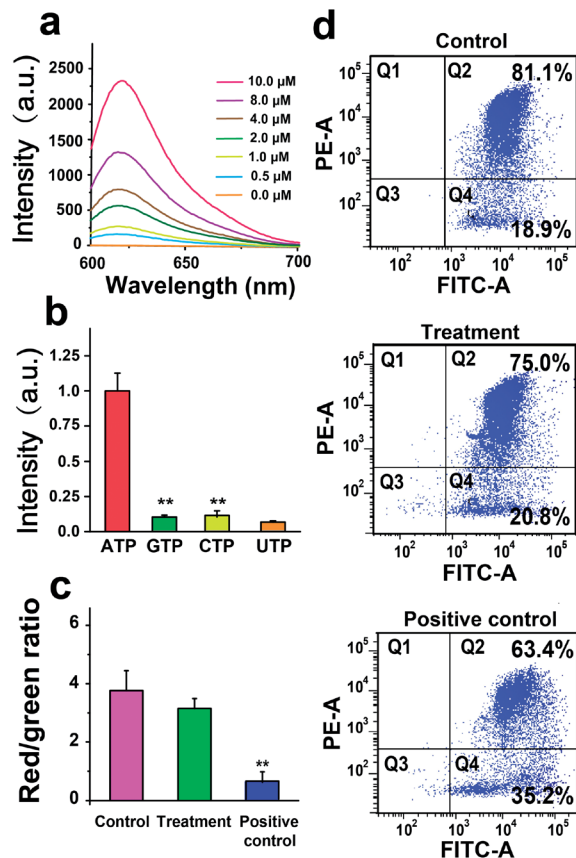 a
Intensity (a.u.)
2500
2000
1500
1000
500
0
10.0 μM
8.0 μM
4.0 μM
2.0 μM
1.0 μM
0.5 μM
0.0 μM
600 650 700
Wavelength (nm)
b
Intensity (a.u.)
1.25
1.0
0.75
0.5
0.25
0.0
** **
ATP GTP CTP UTP
c
Red/green ratio
6
4
2
0
**
Control Treatment Positive
control
d
Control
PE-A
10⁵
10⁴
10³
10²
Q1 Q2 81.1%
Q3 Q4
18.9%
10² 10³ 10⁴ 10⁵
FITC-A
Treatment
PE-A
10⁵
10⁴
10³
10²
Q1 Q2 75.0%
Q3 Q4
20.8%
10² 10³ 10⁴ 10⁵
FITC-A
Positive control
PE-A
10⁵
10⁴
10³
10²
Q1 Q2 63.4%
Q3 Q4
35.2%
10² 10³ 10⁴ 10⁵
FITC-A